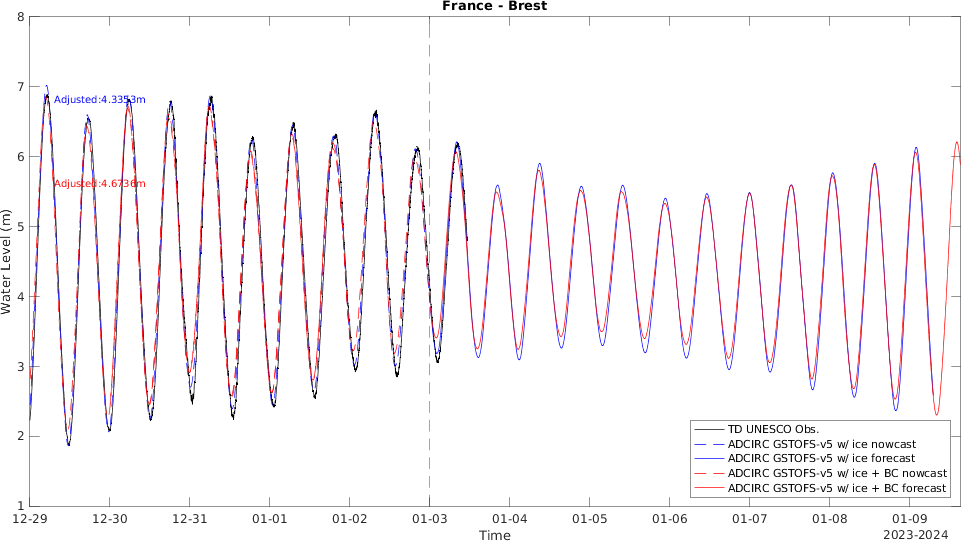 France - Brest
8
7
6
5
4
3
2
1
Water Level (m)
Adjusted:4.3353m
Adjusted:4.6736m
TD UNESCO Obs.
ADCIRC GSTOFS-v5 w/ ice nowcast
ADCIRC GSTOFS-v5 w/ ice forecast
ADCIRC GSTOFS-v5 w/ ice + BC nowcast
ADCIRC GSTOFS-v5 w/ ice + BC forecast
12-29 12-30 12-31 01-01 01-02 01-03 01-04 01-05 01-06 01-07 01-08 01-09
Time
2023-2024